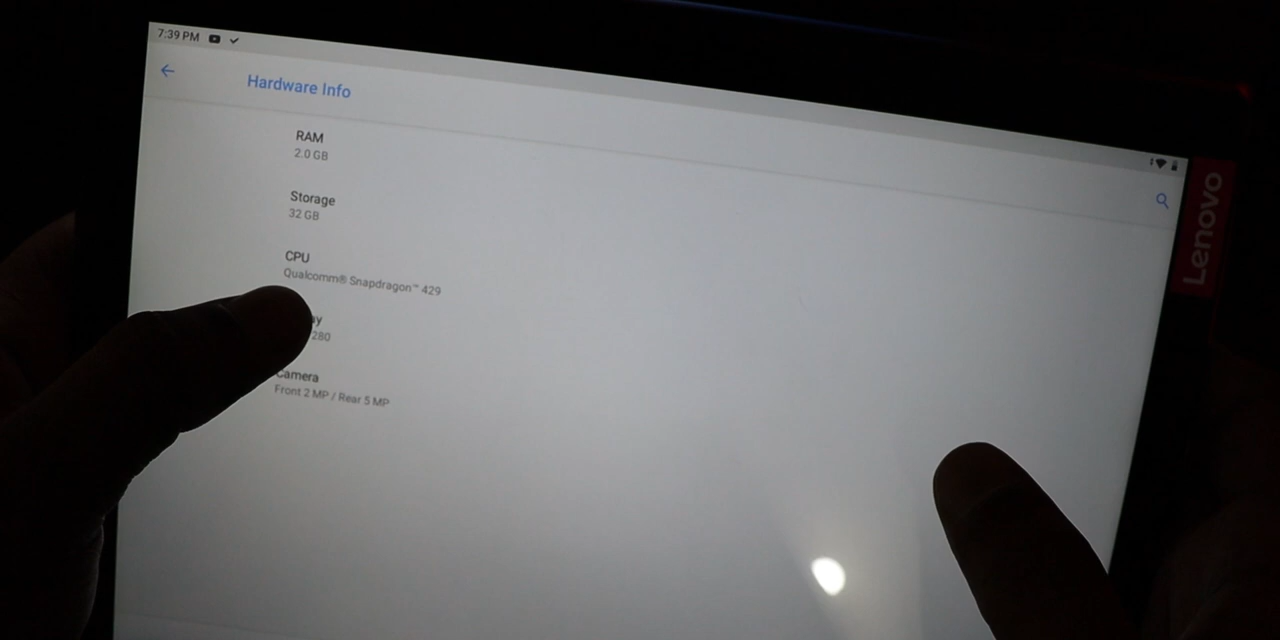 7:39 PM
Hardware Info
RAM
2.0 GB
Storage
32 GB
CPU
Qualcomm® Snapdragon™ 429
280
Camera
Front 2 MP / Rear 5 MP
Lenovo